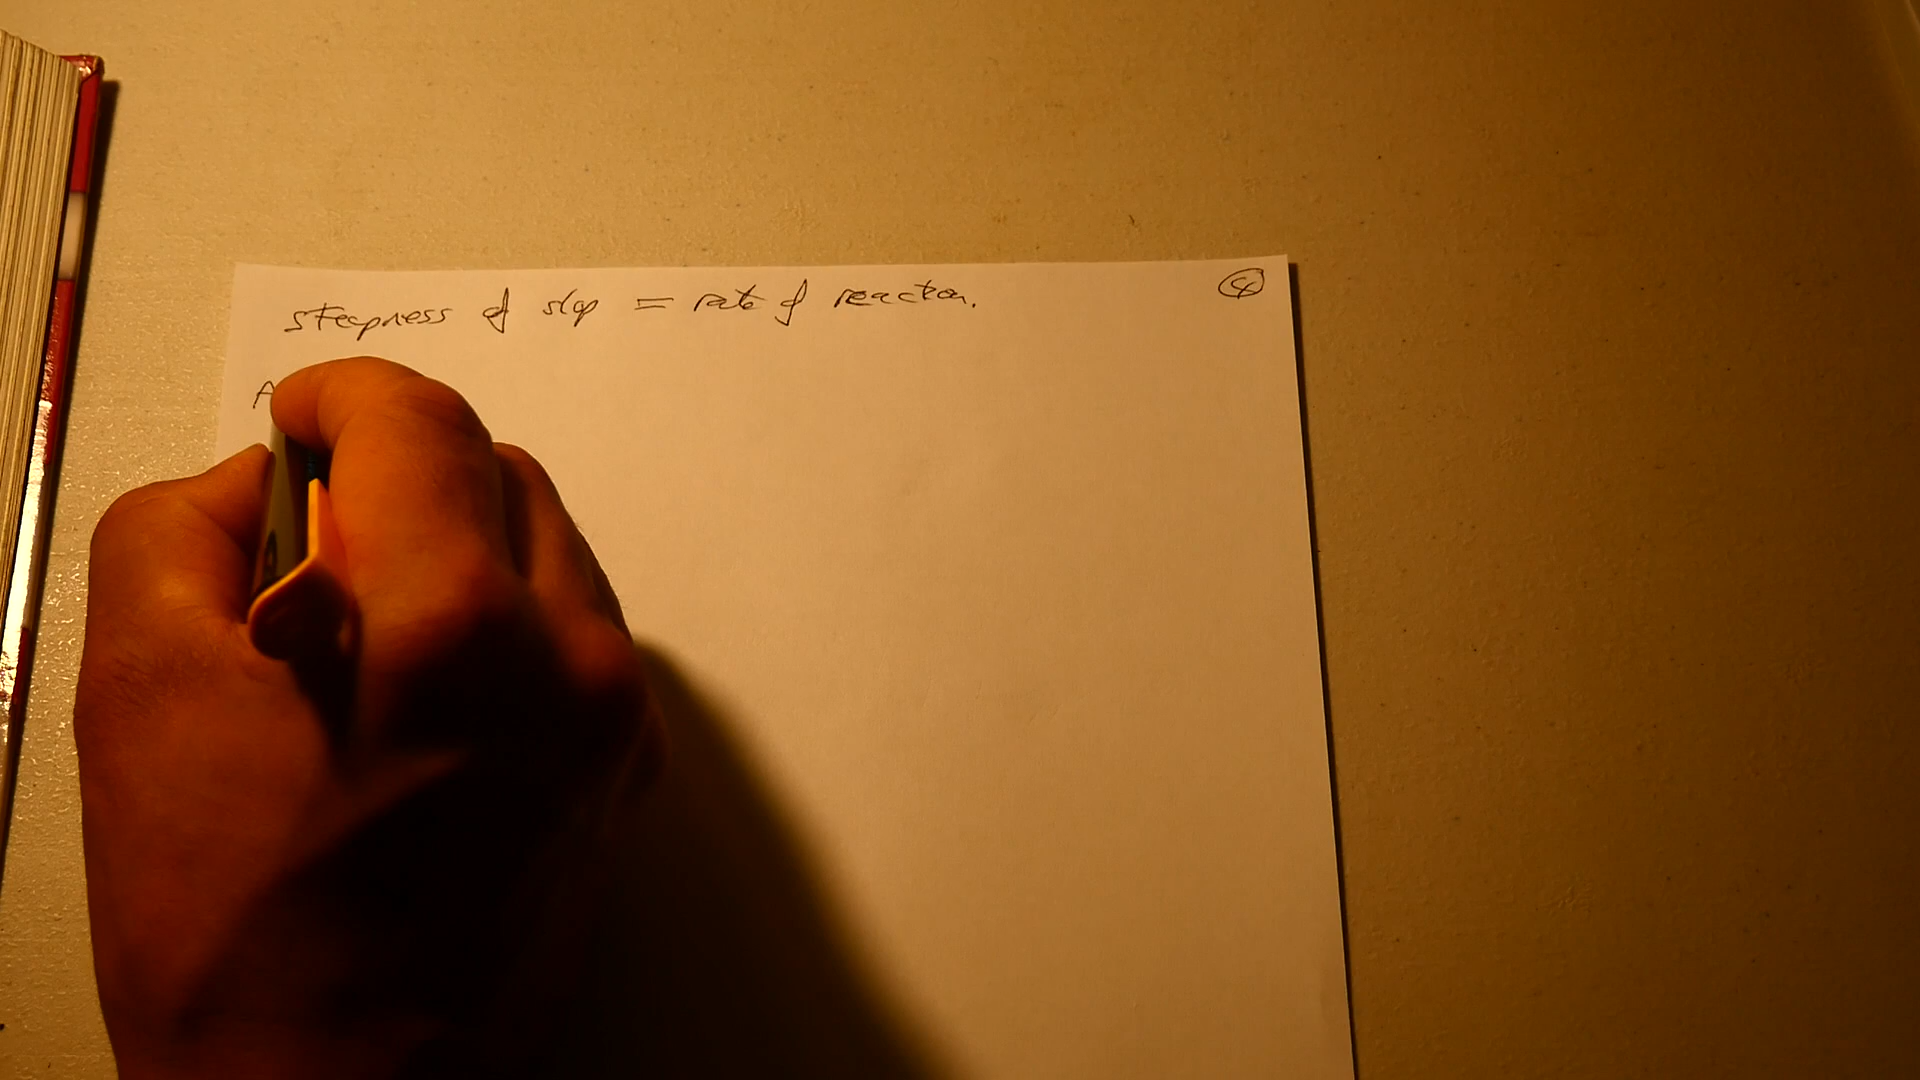 steepness of slop = rate of reaction. 4
A